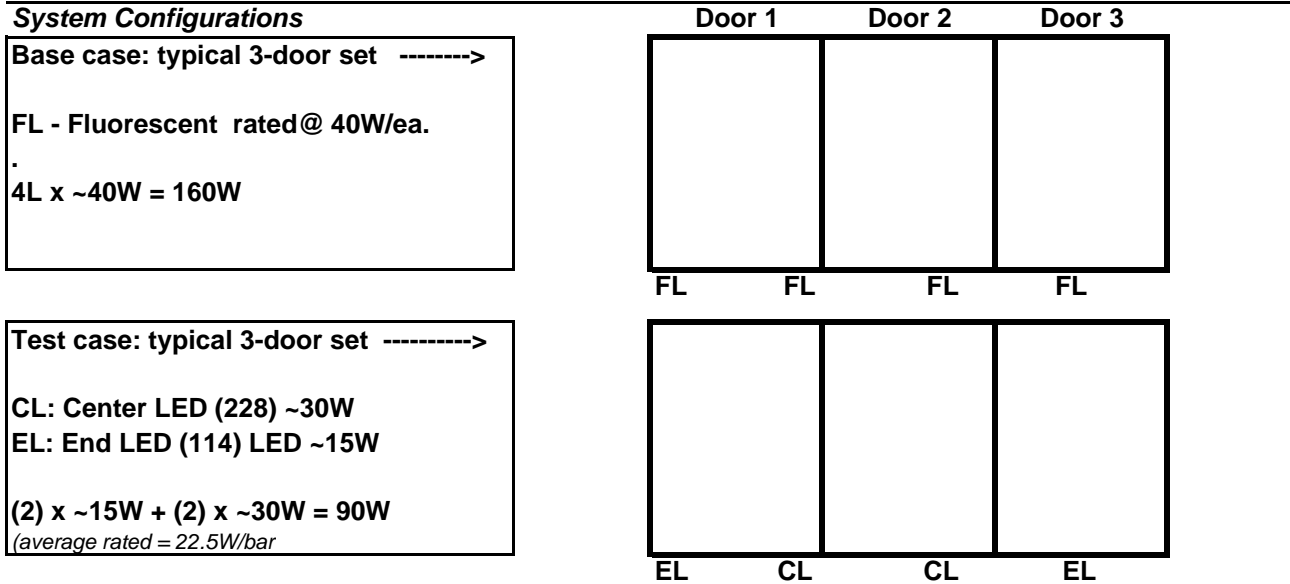 System Configurations Door 1 Door 2 Door 3
Base case: typical 3-door set -------->
FL - Fluorescent rated@ 40W/ea.
.
4L x ~40W = 160W
FL FL FL FL
Test case: typical 3-door set ---------->
CL: Center LED (228) ~30W
EL: End LED (114) LED ~15W
(2) x ~15W + (2) x ~30W = 90W
(average rated = 22.5W/bar
EL CL CL EL